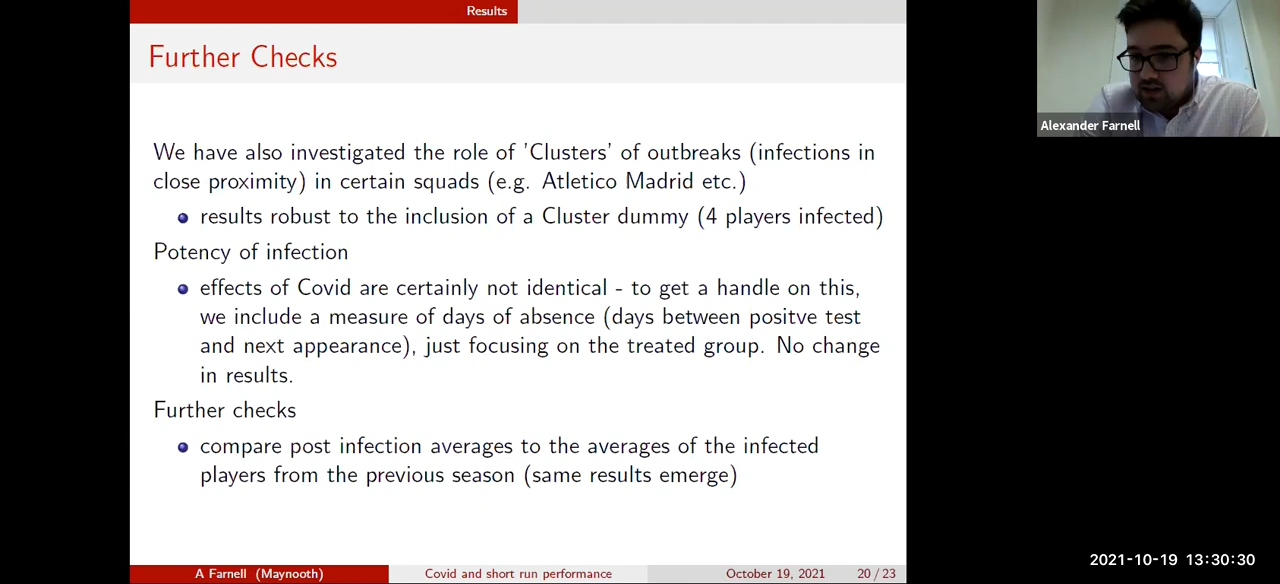 Results
Further Checks
We have also investigated the role of 'Clusters' of outbreaks (infections in
close proximity) in certain squads (e.g. Atletico Madrid etc.)
results robust to the inclusion of a Cluster dummy (4 players infected)
Potency of infection
effects of Covid are certainly not identical - to get a handle on this,
we include a measure of days of absence (days between positve test
and next appearance), just focusing on the treated group. No change
in results.
Further checks
compare post infection averages to the averages of the infected
players from the previous season (same results emerge)
A Farnell (Maynooth)
Covid and short run performance
October 19, 2021
20 / 23
Alexander Farnell
2021-10-19 13:30:30